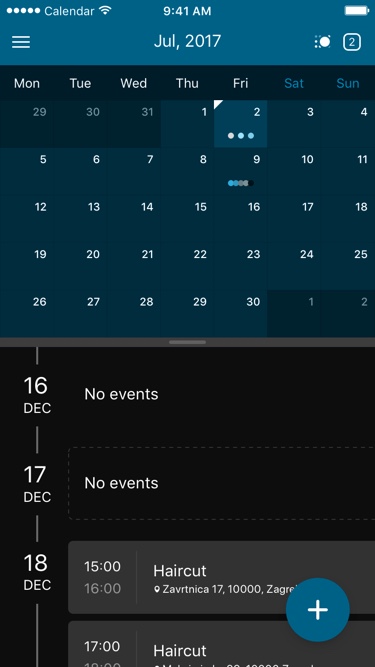 Calendar 9:41 AM
Jul, 2017 2
Mon Tue Wed Thu Fri Sat Sun
29 30 31 1 2 3 4
5 6 7 8 9 10 11
12 13 14 15 16 17 18
19 20 21 22 23 24 25
26 27 28 29 30 1 2
16
DEC
No events
17
DEC
No events
18
DEC
15:00 Haircut
16:00 Zavrtnica 17, 10000,
17:00 Haircut
18:00